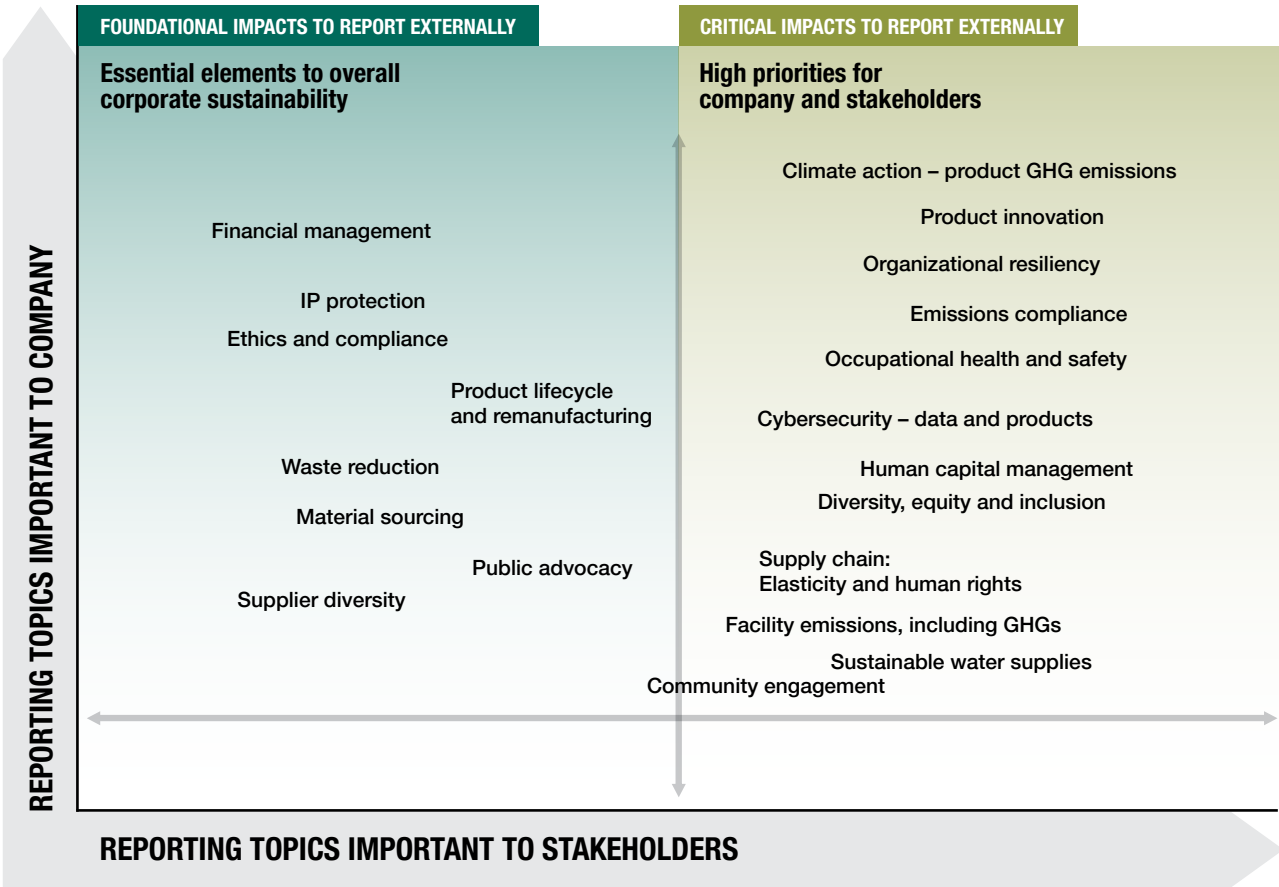 FOUNDATIONAL IMPACTS TO REPORT EXTERNALLY
Essential elements to overall
corporate sustainability
Financial management
IP protection
Ethics and compliance
Product lifecycle
and remanufacturing
Waste reduction
Material sourcing
Public advocacy
Supplier diversity
CRITICAL IMPACTS TO REPORT EXTERNALLY
High priorities for
company and stakeholders
Climate action – product GHG emissions
Product innovation
Organizational resiliency
Emissions compliance
Occupational health and safety
Cybersecurity – data and products
Human capital management
Diversity, equity and inclusion
Supply chain:
Elasticity and human rights
Facility emissions, including GHGs
Sustainable water supplies
Community engagement
REPORTING TOPICS IMPORTANT TO COMPANY
REPORTING TOPICS IMPORTANT TO STAKEHOLDERS